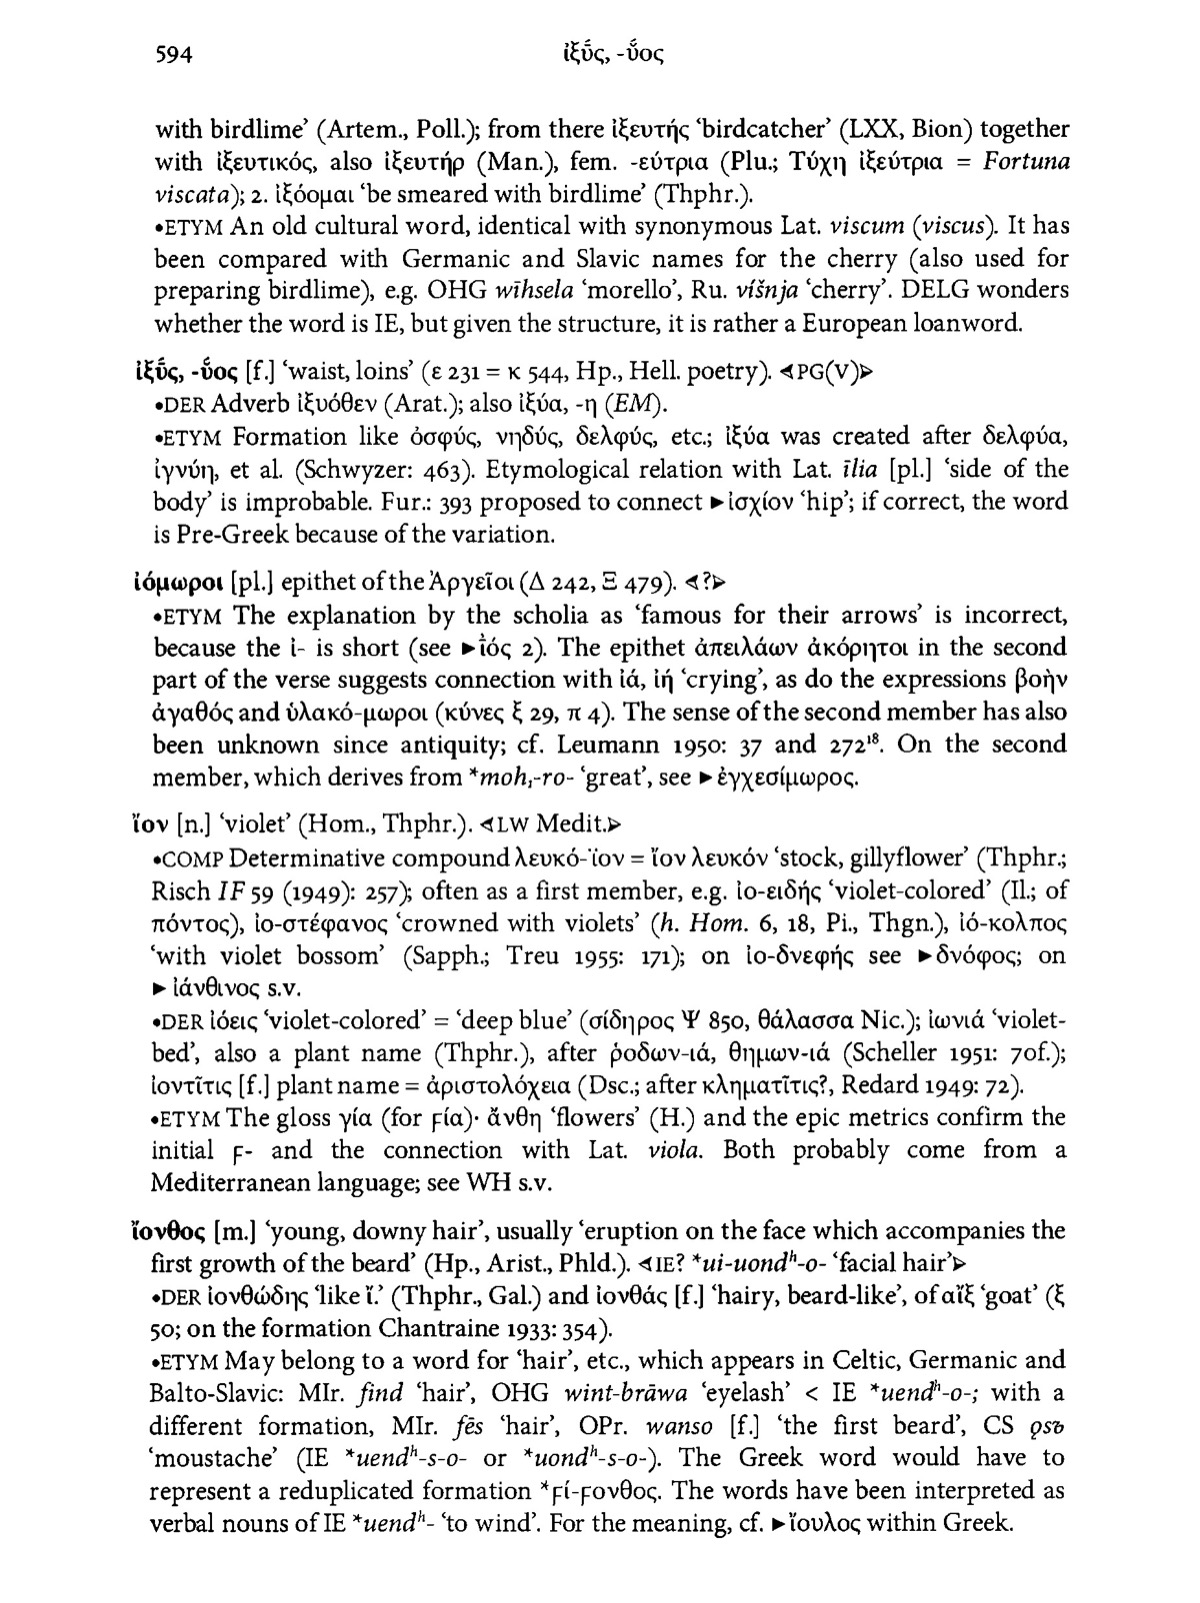 594
ἰξΰς, -ΰος
with birdlime’ (Artem., Poll.); from there ἰξευτής ‘birdcatcher’ (LXX, Bion) together
with ἰξευτικός, also ἰξευτήρ (Man.), fem. -εύτρια (Plu.; Τύχη ἰξεύτρια = Fortuna
viscata); 2. ἰξόομαι ‘be smeared with birdlime’ (Thphr.).
•ETYM An old cultural word, identical with synonymous Lat. viscum (viscus). It has
been compared with Germanic and Slavic names for the cherry (also used for
preparing birdlime), e.g. OHG wīhsela ‘morello’, Ru. víšnja ‘cherry’. DELG wonders
whether the word is IE, but given the structure, it is rather a European loanword.
ἰξῡ́ς, -ῠ́ος [f.] ‘waist, loins’ (ε 231 = κ 544, Hp., Hell. poetry). ⊲PG(V)⊳
•DER Adverb ἰξυόθεν (Arat.); also ἰξύα, -η (EM).
•ETYM Formation like ὀσφύς, νηδύς, δελφύς, etc.; ἰξύα was created after δελφύα,
ἰγνύη, et al. (Schwyzer: 463). Etymological relation with Lat. īlia [pl.] ‘side of the
body’ is improbable. Fur.: 393 proposed to connect ►ἰσχίον ‘hip’; if correct, the word
is Pre-Greek because of the variation.
ἰόμωροι [pl.] epithet of the Ἀργεῖοι (Δ 242, Ξ 479). ⊲?⊳
•ETYM The explanation by the scholia as ‘famous for their arrows’ is incorrect,
because the ἰ- is short (see ►ἰ̄ός 2). The epithet ἀπειλάων ἀκόρητοι in the second
part of the verse suggests connection with ἰά, ἰή ‘crying’, as do the expressions βοὴν
ἀγαθός and ὑλακό-μωροι (κύνες ξ 29, π 4). The sense of the second member has also
been unknown since antiquity; cf. Leumann 1950: 37 and 272¹⁸. On the second
member, which derives from *moh₁-ro- ‘great’, see ►ἐγχεσίμωρος.
ἴον [n.] ‘violet’ (Hom., Thphr.). ⊲LW Medit.⊳
•COMP Determinative compound λευκό-ϊον = ἴον λευκόν ‘stock, gillyflower’ (Thphr.;
Risch IF 59 (1949): 257); often as a first member, e.g. ἰο-ειδής ‘violet-colored’ (Il.; of
πόντος), ἰο-στέφανος ‘crowned with violets’ (h. Hom. 6, 18, Pi., Thgn.), ἰό-κολπος
‘with violet bossom’ (Sapph.; Treu 1955: 171); on ἰο-δνεφής see ►δνόφος; on
► ἰάνθινος s.v.
•DER ἰόεις ‘violet-colored’ = ‘deep blue’ (σίδηρος Ψ 850, θάλασσα Nic.); ἰωνιά ‘violet-
bed’, also a plant name (Thphr.), after ῥοδων-ιά, θημων-ιά (Scheller 1951: 70f.);
ἰοντῖτις [f.] plant name = ἀριστολόχεια (Dsc.; after κληματῖτις?, Redard 1949: 72).
•ETYM The gloss γία (for ϝία)· ἄνθη ‘flowers’ (H.) and the epic metrics confirm the
initial ϝ- and the connection with Lat. viola. Both probably come from a
Mediterranean language; see WH s.v.
ἴονθος [m.] ‘young, downy hair’, usually ‘eruption on the face which accompanies the
first growth of the beard’ (Hp., Arist., Phld.). ⊲IE? *ui-uondʰ-o- ‘facial hair’⊳
•DER ἰονθώδης ‘like ἴ.’ (Thphr., Gal.) and ἰονθάς [f.] ‘hairy, beard-like’, of αἴξ ‘goat’ (ξ
50; on the formation Chantraine 1933: 354).
•ETYM May belong to a word for ‘hair’, etc., which appears in Celtic, Germanic and
Balto-Slavic: MIr. find ‘hair’, OHG wint-brāwa ‘eyelash’ < IE *uendʰ-o-; with a
different formation, MIr. fēs ‘hair’, OPr. wanso [f.] ‘the first beard’, CS ǫsъ
‘moustache’ (IE *uendʰ-s-o- or *uondʰ-s-o-). The Greek word would have to
represent a reduplicated formation *ϝί-ϝονθος. The words have been interpreted as
verbal nouns of IE *uendʰ- ‘to wind’. For the meaning, cf. ►ἴουλος within Greek.